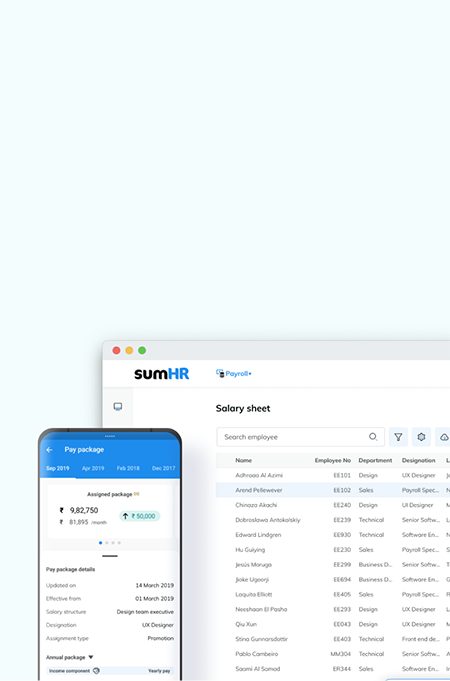 sumHR
Payroll+
Salary sheet
Search employee
Name Employee No Department Designation
Adhraaa Al Azimi EE101 Design UX Designer
Arend Pellewever EE102 Sales Payroll Spec...
Chinazo Akachi EE240 Design UI Designer
Dobroslawa Antokolskiy EE239 Technical Senior Softw..
Edward Lindgren EE930 Technical Software En...
Hu Guiying EE230 Sales Payroll Spec...
Jesús Moruga EE299 Business D... Senior Softw..
Jioke Ugoorji EE694 Business D... Software En...
Laquita Elliott EE405 Sales Payroll Spec...
Neeshaan El Pasha EE293 Design UX Designer
Qiu Xun EE043 Design UX Designer
Stina Gunnarsdottir EE403 Technical Front end de...
Pablo Cambeiro MM304 Technical Senior Softw...
Saami Al Samad ER344 Sales Software En...
Pay package
Sep 2019 Apr 2019 Feb 2018 Dec 2017
Assigned package
₹ 9,82,750
₹ 81,895 /month
₹ 50,000
Pay package details
Updated on 14 March 2019
Effective from 01 March 2019
Salary structure Design team executive
Designation UX Designer
Assignment type Promotion
Annual package
Income component Yearly pay